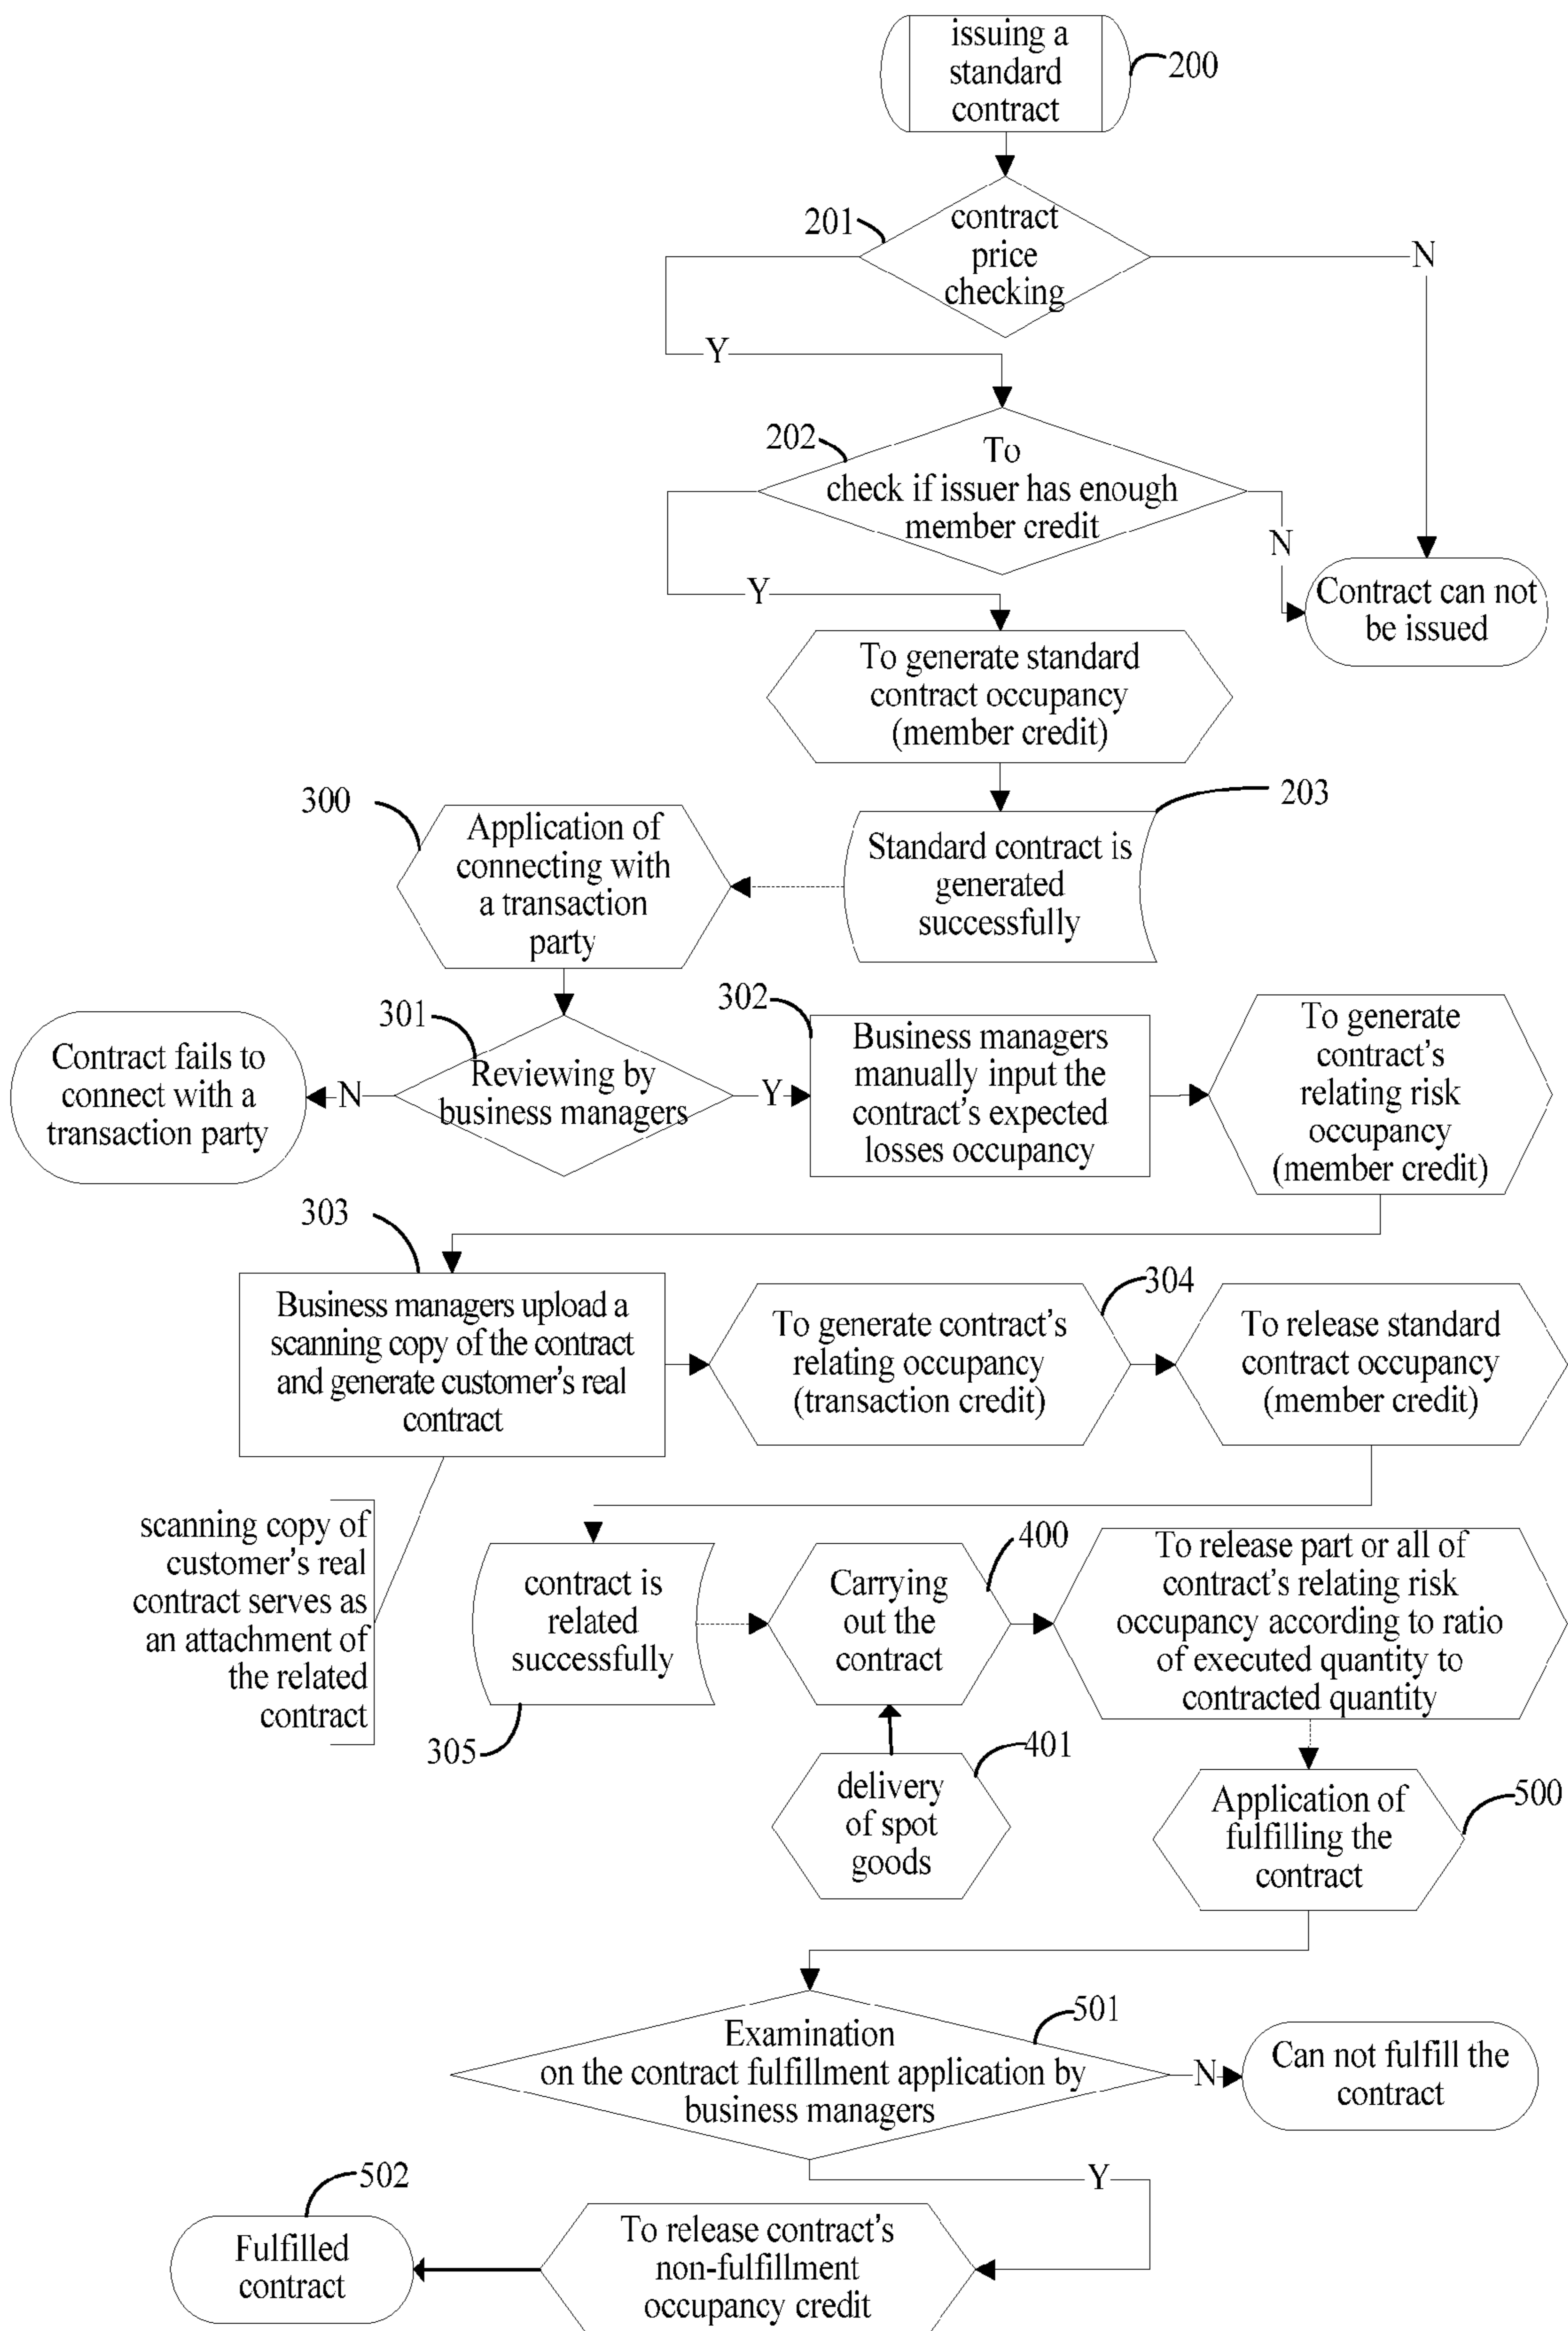 issuing a
standard
contract
200
201
contract
price
checking
N
Y
202
To
check if issuer has enough
member credit
N
Y
Contract can not
be issued
To generate standard
contract occupancy
(member credit)
300
203
Application of
connecting with
a transaction
party
Standard contract is
generated
successfully
301
302
Contract fails to
connect with a
transaction party
N
Reviewing by
business managers
Y
Business managers
manually input the
contract's expected
losses occupancy
To generate
contract's
relating risk
occupancy
(member credit)
303
304
Business managers upload a
scanning copy of the contract
and generate customer's real
contract
To generate contract's
relating occupancy
(transaction credit)
To release standard
contract occupancy
(member credit)
scanning copy of
customer's real
contract serves as
an attachment of
the related
contract
contract is
related
successfully
305
400
Carrying
out the
contract
To release part or all of
contract's relating risk
occupancy according to ratio
of executed quantity to
contracted quantity
401
delivery
of spot
goods
500
Application of
fulfilling the
contract
501
Examination
on the contract fulfillment application by
business managers
N
Can not fulfill the
contract
Y
502
Fulfilled
contract
To release contract's
non-fulfillment
occupancy credit